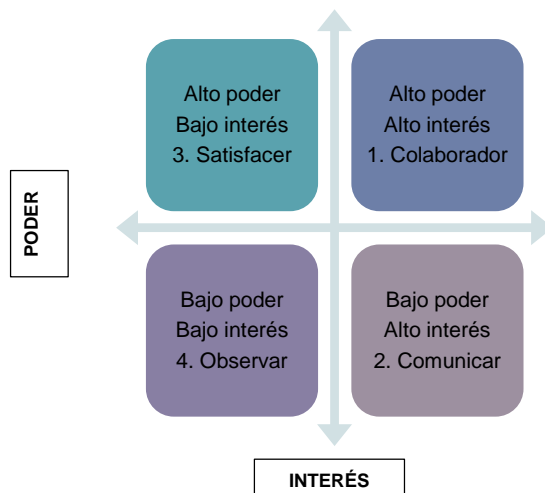 Alto poder
Bajo interés
3. Satisfacer
Alto poder
Alto interés
1. Colaborador
PODER
Bajo poder
Bajo interés
4. Observar
Bajo poder
Alto interés
2. Comunicar
INTERÉS